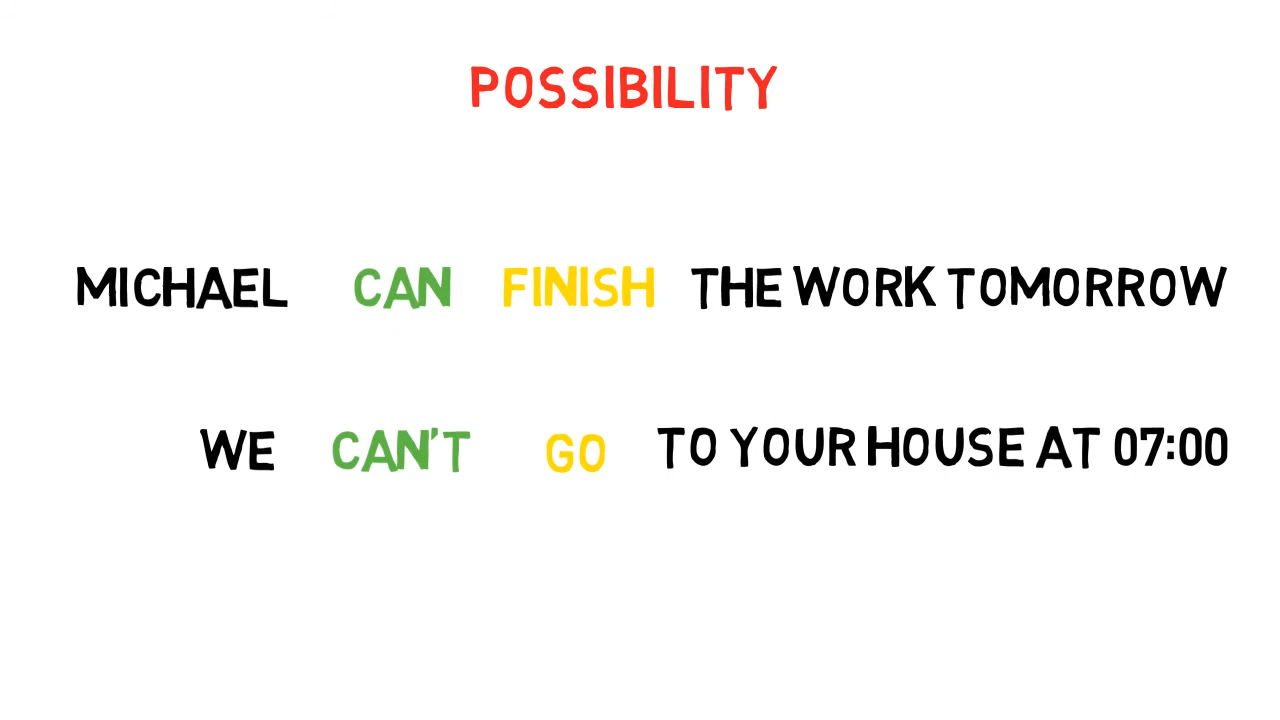 POSSIBILITY
MICHAEL CAN FINISH THE WORK TOMORROW
WE CAN'T GO TO YOUR HOUSE AT 07:00